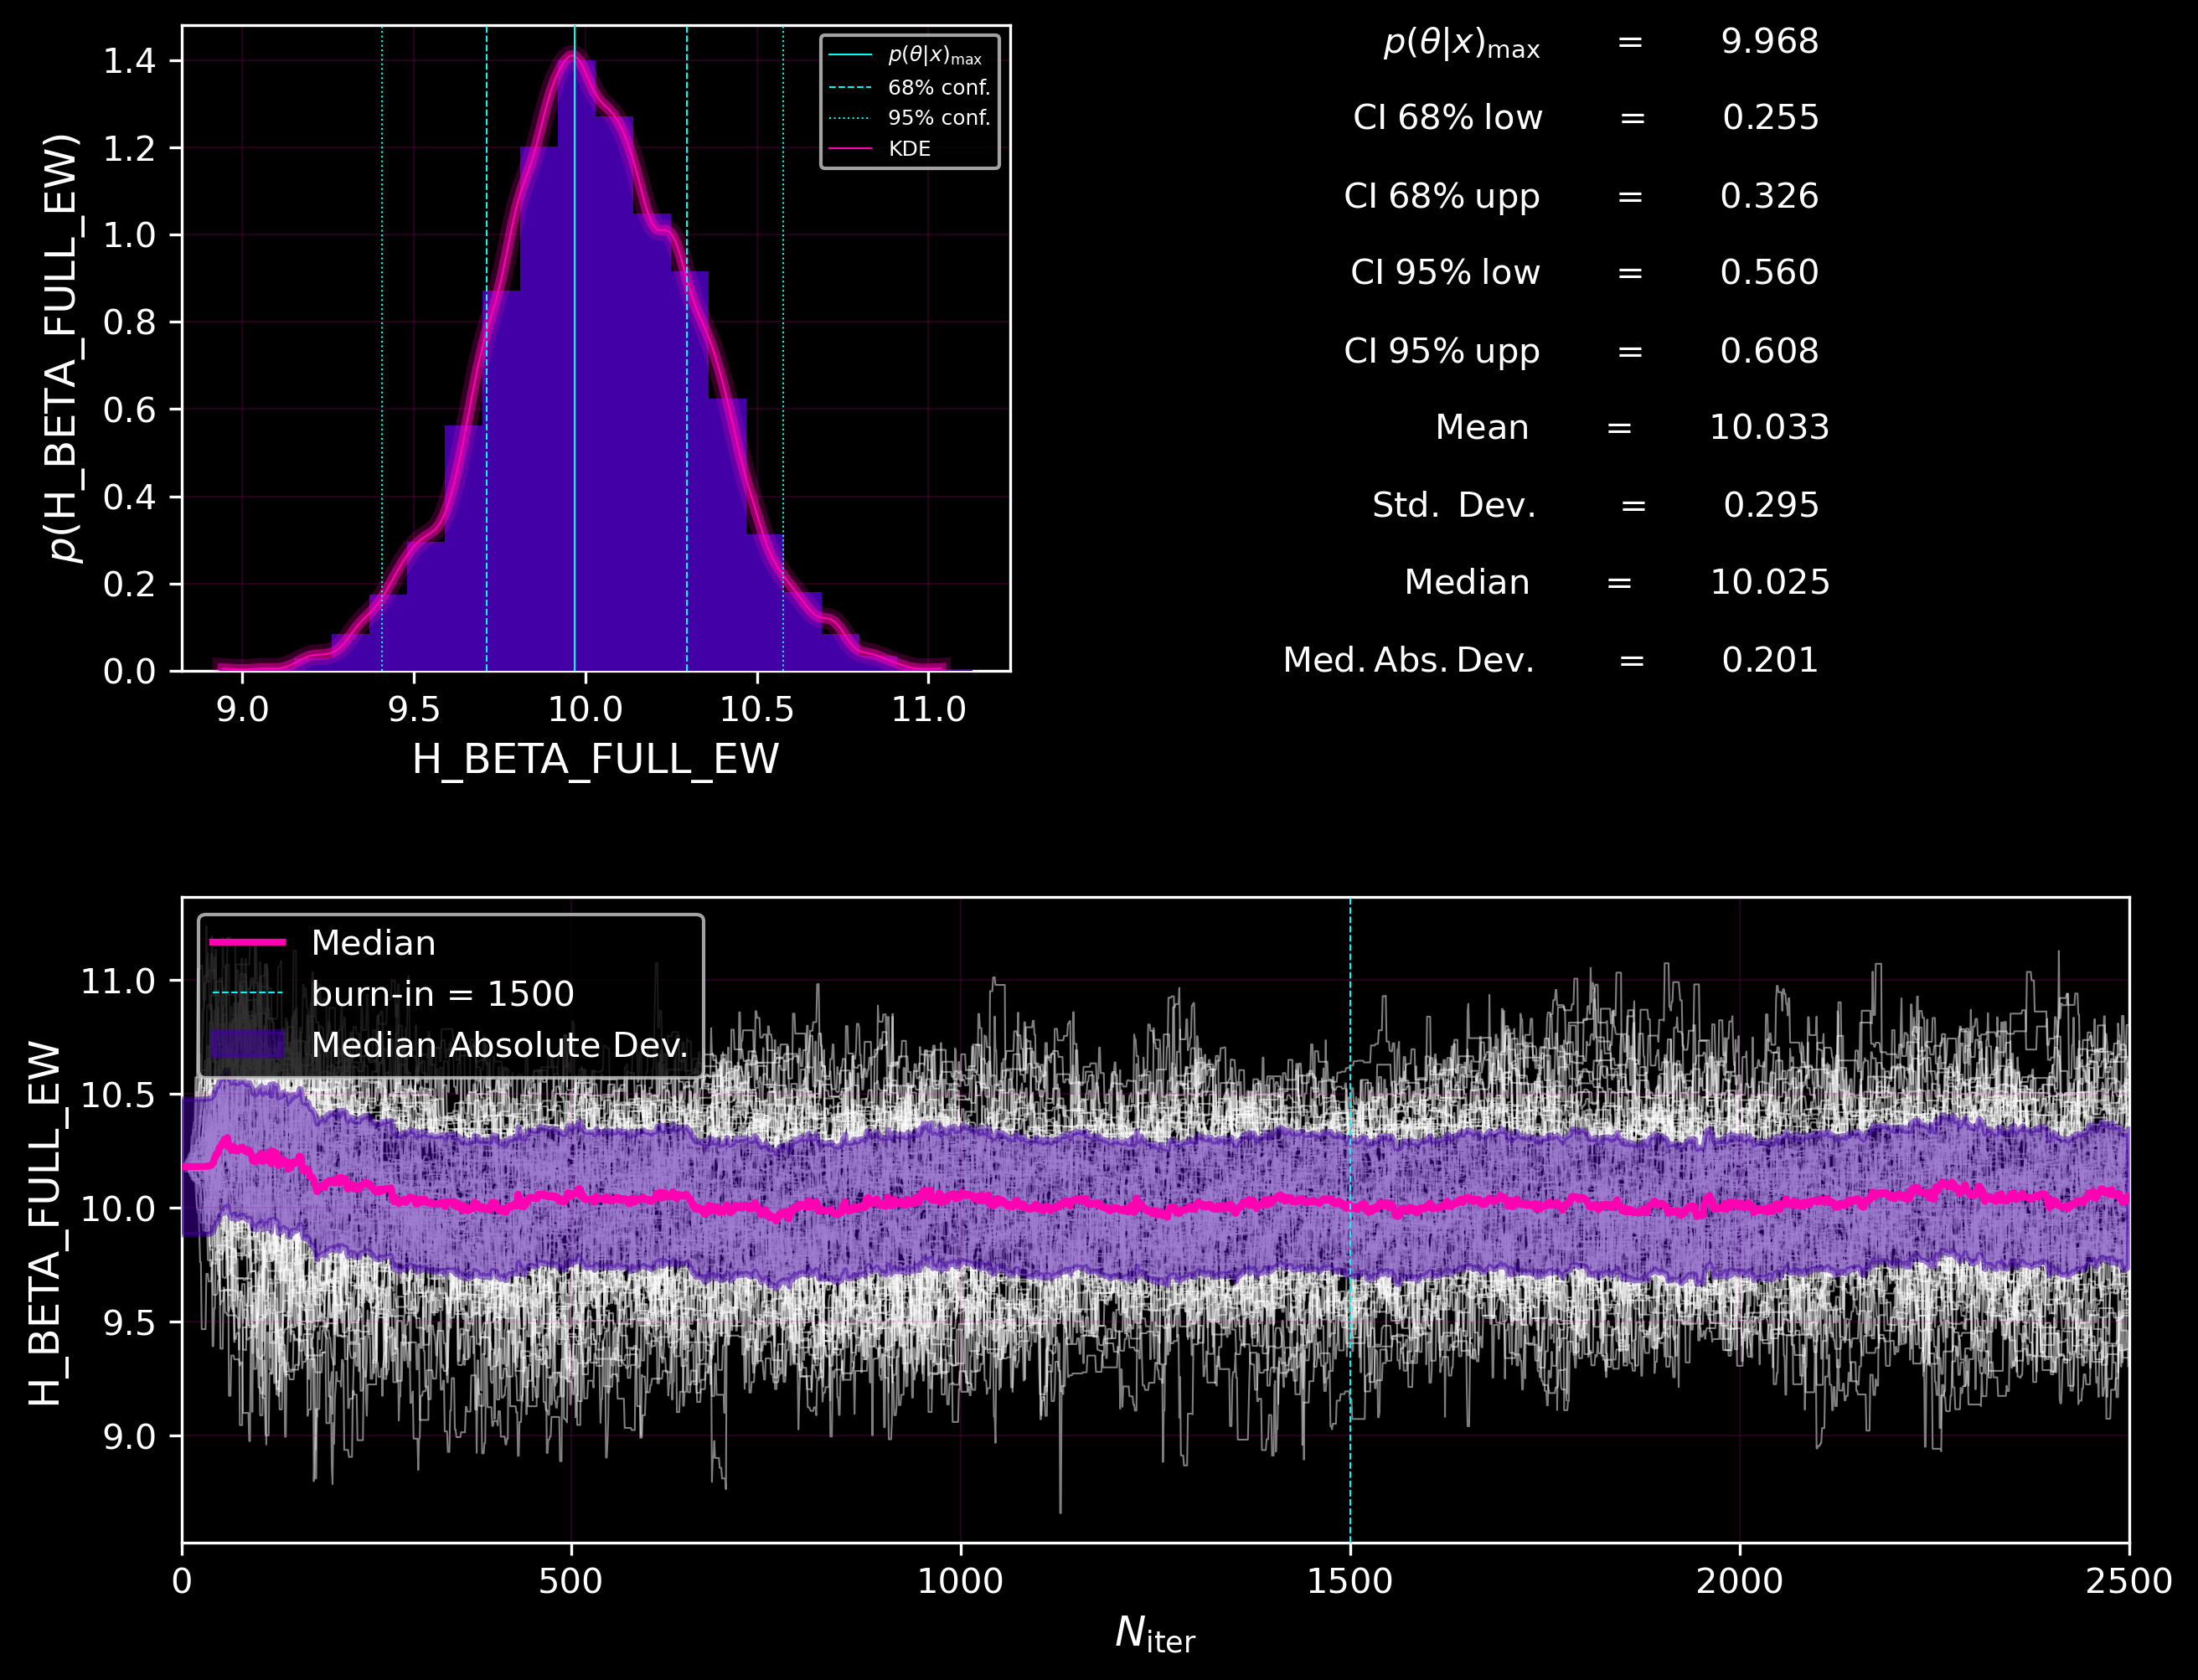 p(H_BETA_FULL_EW)
1.4
1.2
1.0
0.8
0.6
0.4
0.2
0.0
9.0 9.5 10.0 10.5 11.0
H_BETA_FULL_EW
p(θ|x)max
68% conf.
95% conf.
KDE
p(θ|x)max = 9.968
CI 68% low = 0.255
CI 68% upp = 0.326
CI 95% low = 0.560
CI 95% upp = 0.608
Mean = 10.033
Std. Dev. = 0.295
Median = 10.025
Med. Abs. Dev. = 0.201
H_BETA_FULL_EW
11.0
10.5
10.0
9.5
9.0
Median
burn-in = 1500
Median Absolute Dev.
0 500 1000 1500 2000 2500
Niter